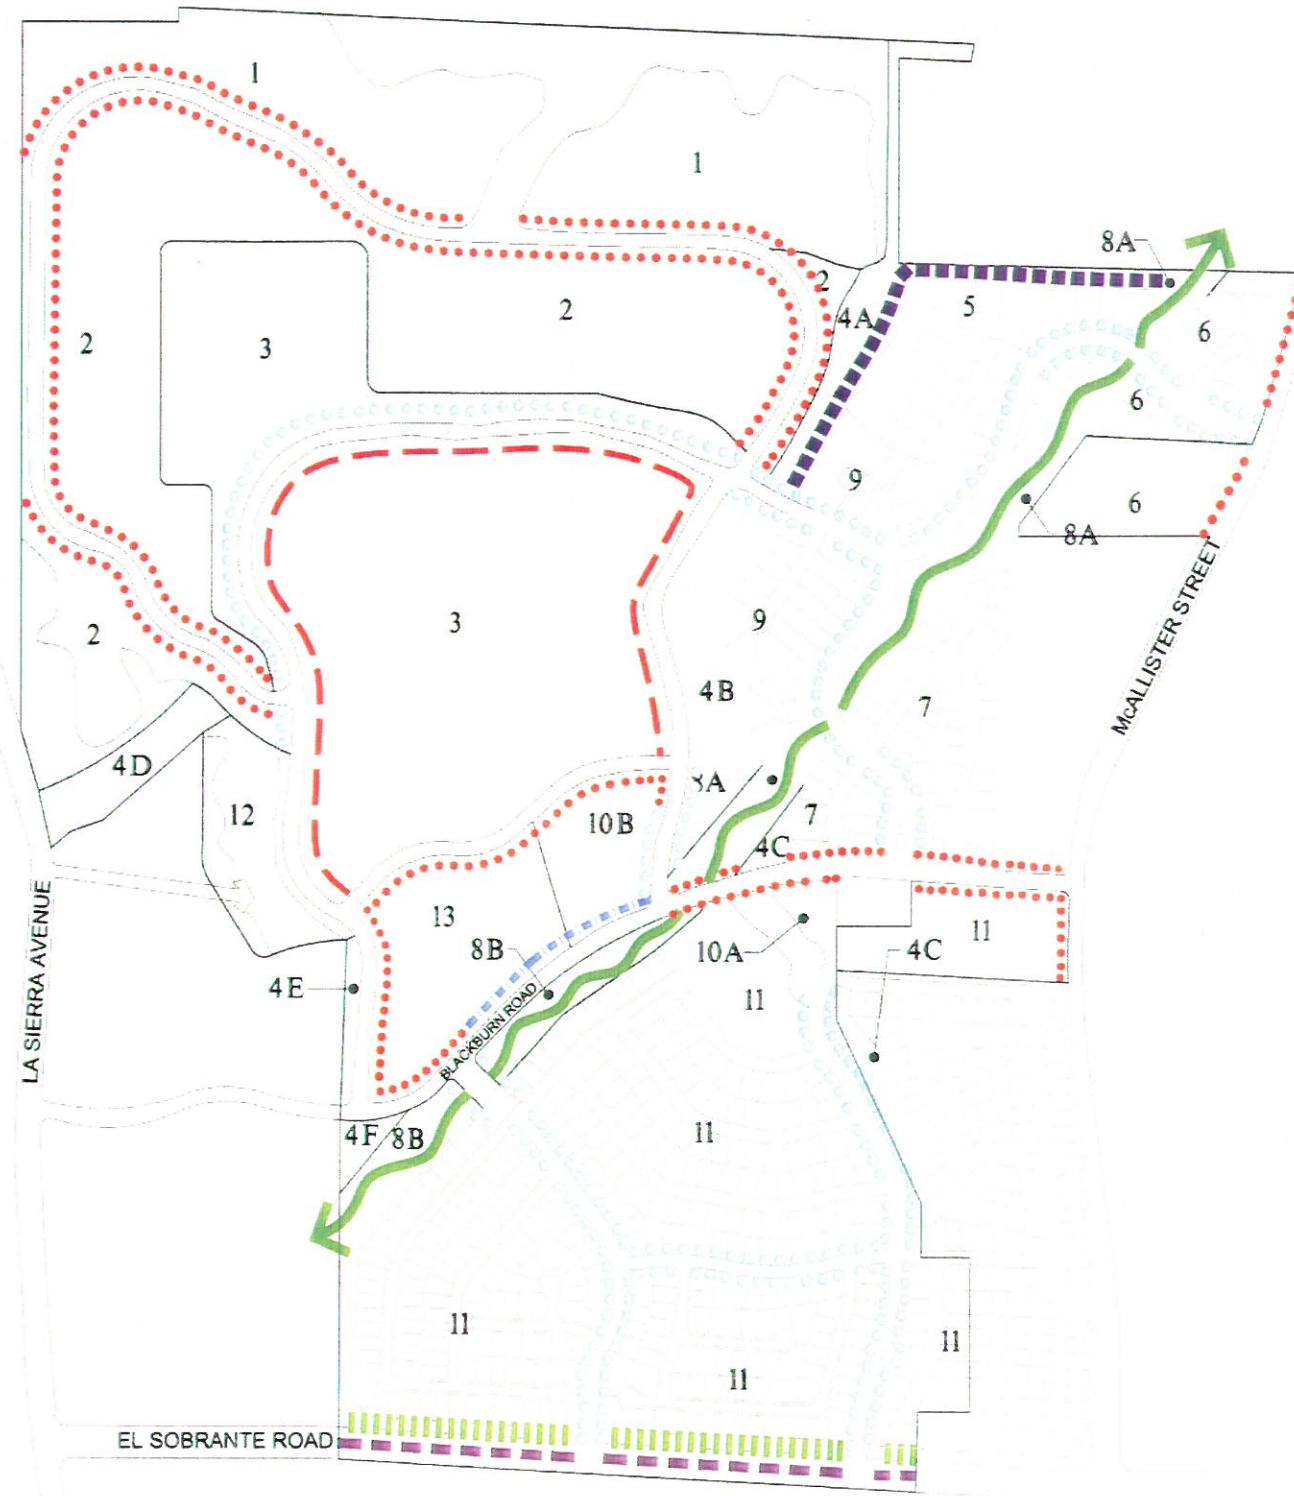 1
1
8A
2
2
5
6
4A
2
3
6
9
6
8A
3
9
2
McALLISTER STREET
4B
7
4D
8A
12
10B
7
4C
13
11
LA SIERRA AVENUE
8B
10A
4C
4E
11
BLACKBURN ROAD
4F
8B
11
11
11
11
EL SOBRANTE ROAD